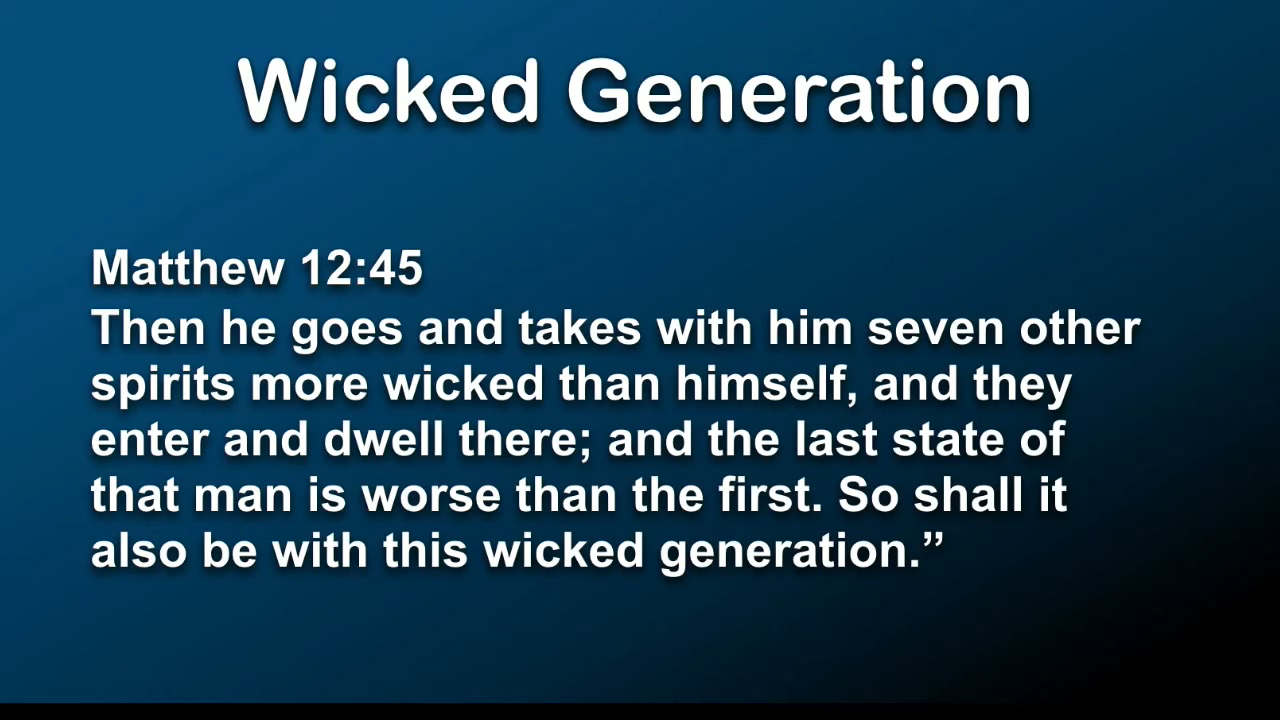 Wicked Generation
Matthew 12:45
Then he goes and takes with him seven other
spirits more wicked than himself, and they
enter and dwell there; and the last state of
that man is worse than the first. So shall it
also be with this wicked generation.”